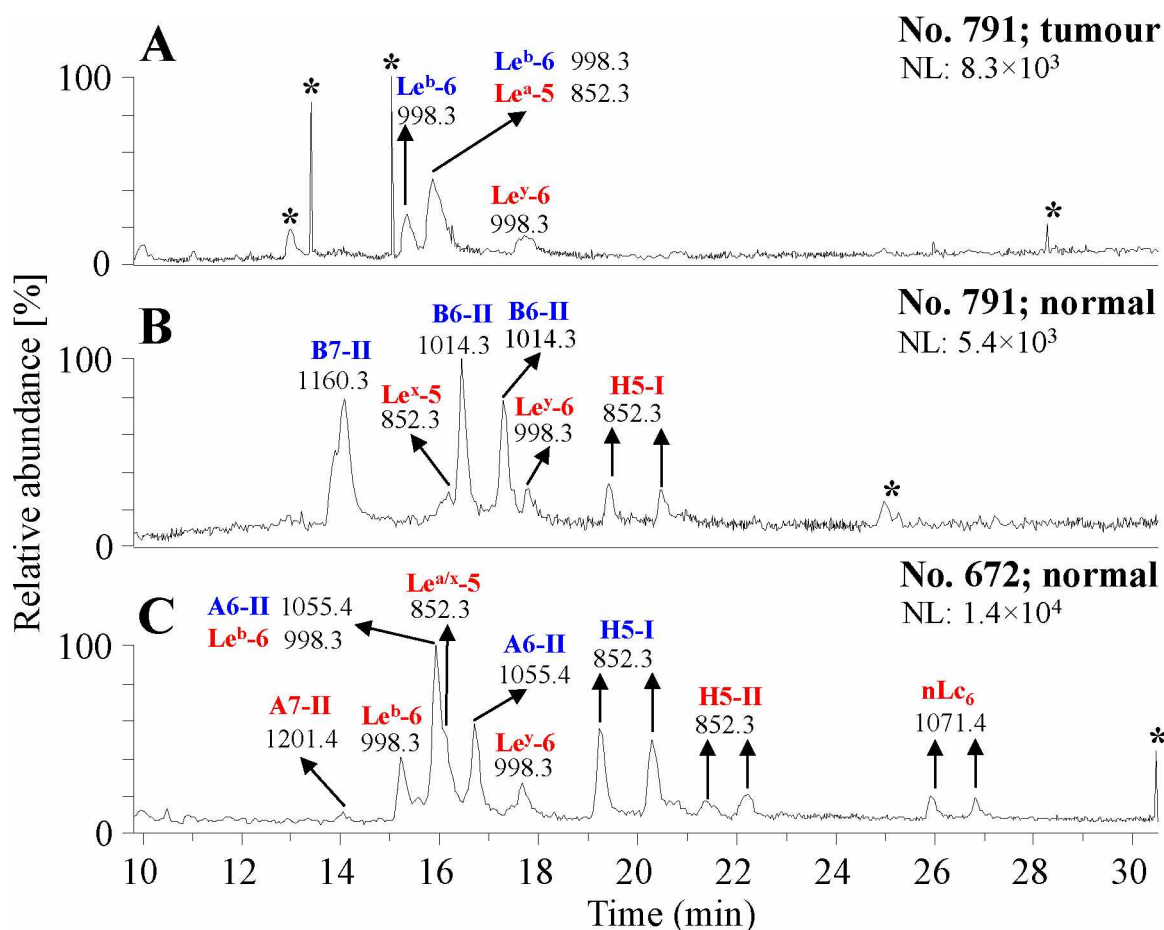 A
No. 791; tumour
NL: 8.3×10³
100
0
*
*
*
*
Leᵇ-6
998.3
Leᵇ-6 998.3
Leᵃ-5 852.3
Leʸ-6
998.3
B
No. 791; normal
NL: 5.4×10³
100
0
B7-II
1160.3
Leˣ-5
852.3
B6-II
1014.3
B6-II
1014.3
Leʸ-6
998.3
H5-I
852.3
*
C
No. 672; normal
NL: 1.4×10⁴
100
0
A6-II 1055.4
Leᵇ-6 998.3
Leᵃ/ˣ-5
852.3
A7-II
1201.4
Leᵇ-6
998.3
A6-II
1055.4
Leʸ-6
998.3
H5-I
852.3
H5-II
852.3
nLc₆
1071.4
*
Relative abundance [%]
10 12 14 16 18 20 22 24 26 28 30
Time (min)